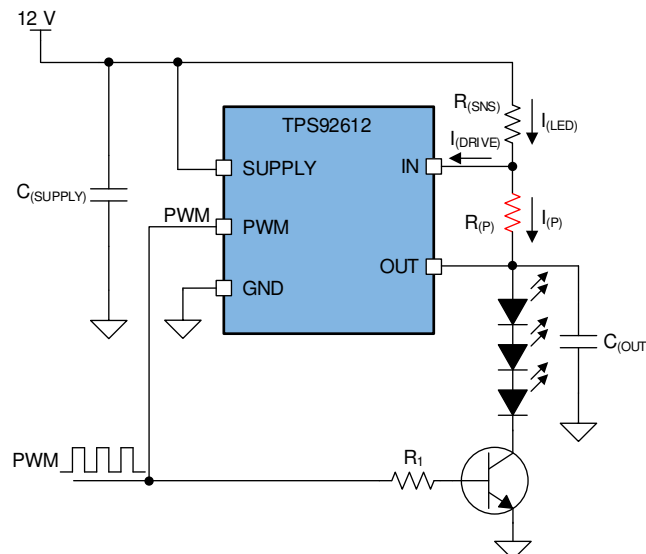 12 V
TPS92612
R(SNS)
I(LED)
I(DRIVE)
SUPPLY
IN
C(SUPPLY)
PWM
PWM
R(P)
I(P)
OUT
GND
C(OUT
PWM
R1